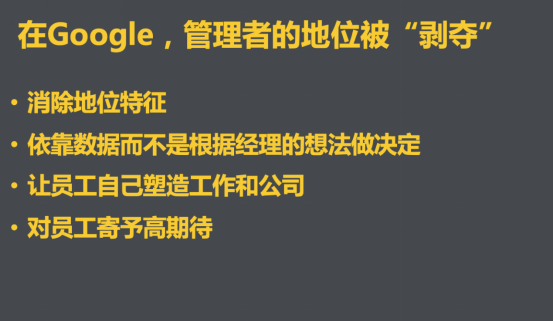 在Google，管理者的地位被“剥夺”
• 消除地位特征
• 依靠数据而不是根据经理的想法做决定
• 让员工自己塑造工作和公司
• 对员工寄予高期待